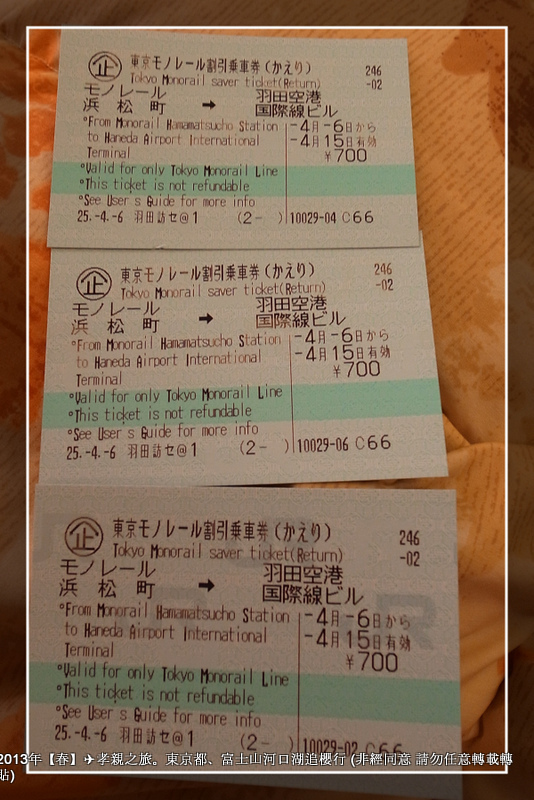 企 東京モノレール割引乗車券(かえり) 246
Tokyo Monorail saver ticket(Return) -02
モノレール 羽田空港
浜松町 ➡ 国際線ビル
°From Monorail Hamamatsucho Station -4月-6日から
to Haneda Airport International -4月15日有効
Terminal ¥700
°Valid for only Tokyo Monorail Line
°This ticket is not refundable
°See User's Guide for more info
25.-4.-6 羽田訪セ@1 (2- ) 10029-04 C66
企 東京モノレール割引乗車券(かえり) 246
Tokyo Monorail saver ticket(Return) -02
モノレール 羽田空港
浜松町 ➡ 国際線ビル
°From Monorail Hamamatsucho Station -4月-6日から
to Haneda Airport International -4月15日有効
Terminal ¥700
°Valid for only Tokyo Monorail Line
°This ticket is not refundable
°See User's Guide for more info
25.-4.-6 羽田訪セ@1 (2- ) 10029-06 C66
企 東京モノレール割引乗車券(かえり) 246
Tokyo Monorail saver ticket(Return) -02
モノレール 羽田空港
浜松町 ➡ 国際線ビル
°From Monorail Hamamatsucho Station -4月-6日から
to Haneda Airport International -4月15日有効
Terminal ¥700
°Valid for only Tokyo Monorail Line
°This ticket is not refundable
°See User's Guide for more info
25.-4.-6 羽田訪セ@1 (2- ) 10029-02 C66
2013年【春】✈孝親之旅。東京都、富士山河口湖追櫻行 (非經同意 請勿任意轉載轉
貼)